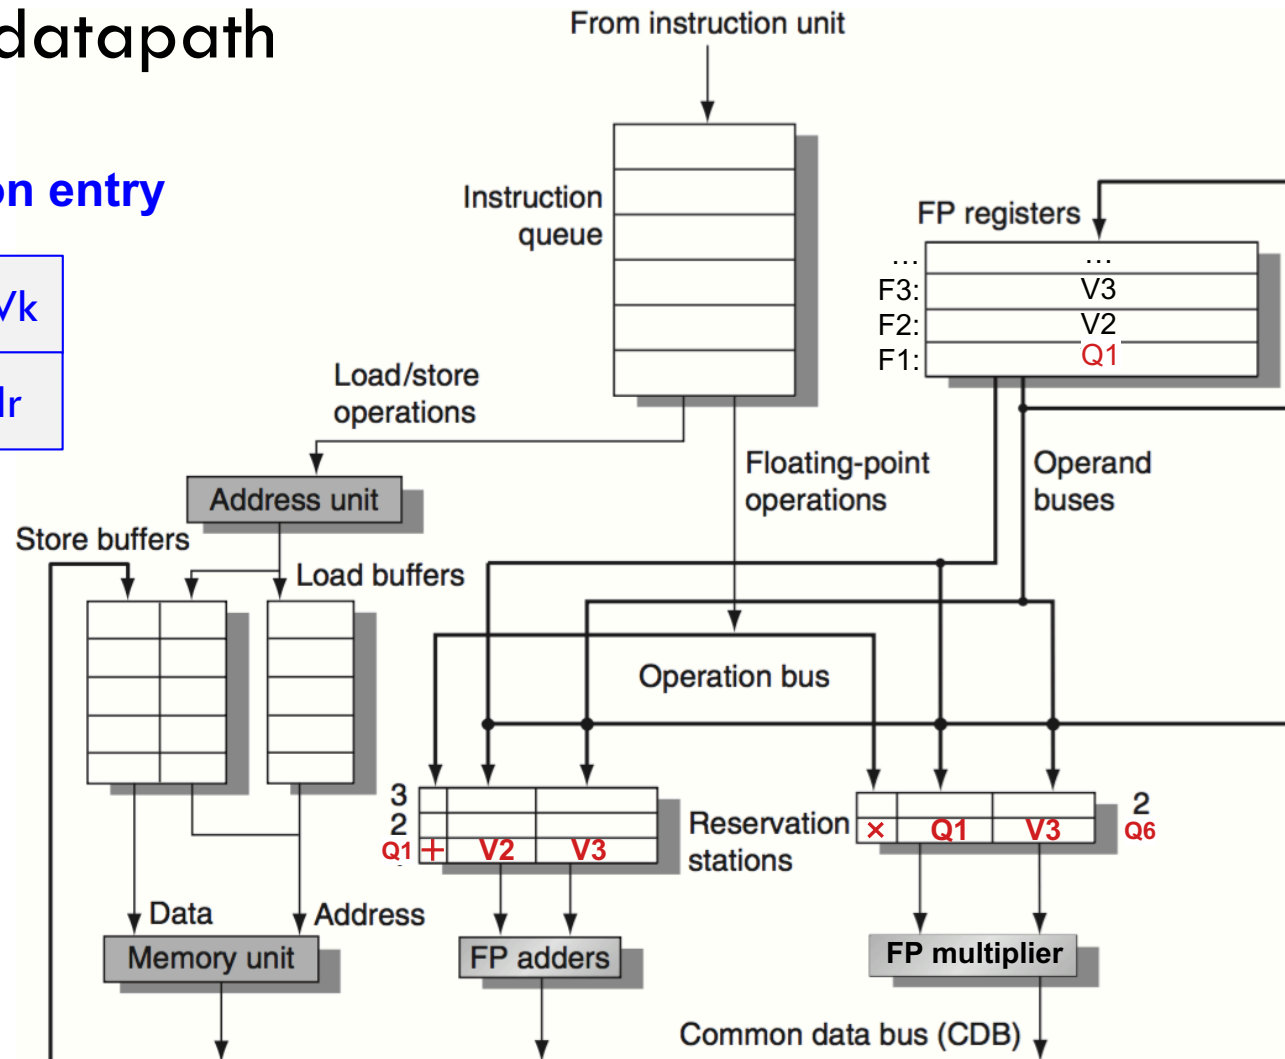 datapath
From instruction unit
on entry
Instruction
queue
FP registers
...
...
F3:
V3
F2:
V2
F1:
Q1
Vk
Load/store
operations
Floating-point
operations
Operand
buses
Address unit
Store buffers
Load buffers
Operation bus
3
2
Q1
+
V2
V3
Reservation
stations
×
Q1
V3
2
Q6
Data
Address
Memory unit
FP adders
FP multiplier
Common data bus (CDB)